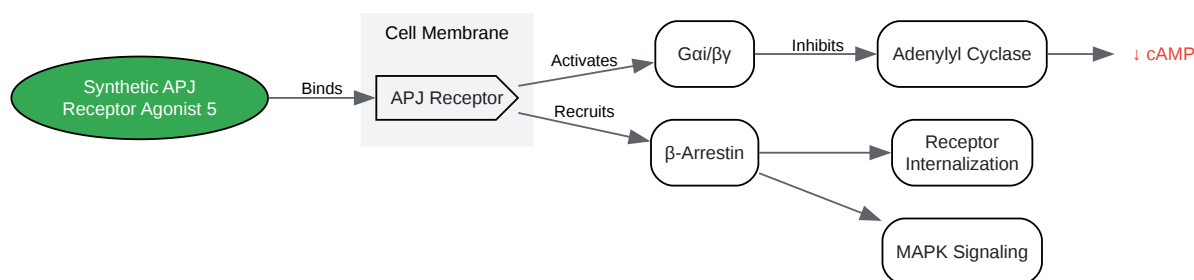 Synthetic APJ
Receptor Agonist 5
Binds
Cell Membrane
APJ Receptor
Activates
Recruits
Gαi/βγ
Inhibits
Adenylyl Cyclase
↓ cAMP
β-Arrestin
Receptor
Internalization
MAPK Signaling